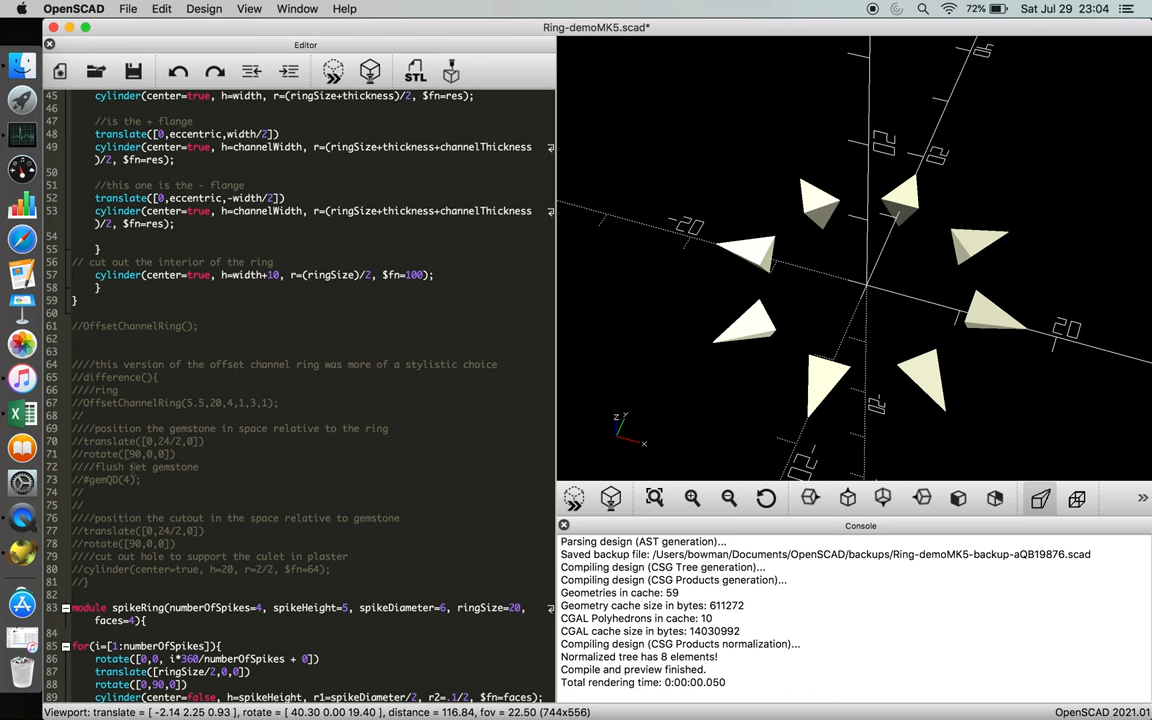 OpenSCAD File Edit Design View Window Help 72% Sat Jul 29 23:04
Ring-demoMK5.scad*
Editor
STL
45 cylinder(center=true, h=width, r=(ringSize+thickness)/2, $fn=res);
46
47 //is the + flange
48 translate([0,eccentric,width/2])
49 cylinder(center=true, h=channelWidth, r=(ringSize+thickness+channelThickness
)/2, $fn=res);
50
51 //this one is the - flange
52 translate([0,eccentric,-width/2])
53 cylinder(center=true, h=channelWidth, r=(ringSize+thickness+channelThickness
)/2, $fn=res);
54
55 }
56 // cut out the interior of the ring
57 cylinder(center=true, h=width+10, r=(ringSize)/2, $fn=100);
58 }
59 }
60
61 //OffsetChannelRing();
62
63
64 ////this version of the offset channel ring was more of a stylistic choice
65 //difference(){
66 ////ring
67 //OffsetChannelRing(5.5,20,4,1,3,1);
68 //
69 ////position the gemstone in space relative to the ring
70 //translate([0,24/2,0])
71 //rotate([90,0,0])
72 ////flush set gemstone
73 //#gemQD(4);
74 //
75 //
76 ////position the cutout in the space relative to gemstone
77 //translate([0,24/2,0])
78 //rotate([90,0,0])
79 ////cut out hole to support the culet in plaster
80 //cylinder(center=true, h=20, r=2/2, $fn=64);
81 //}
82
83 module spikeRing(numberOfSpikes=4, spikeHeight=5, spikeDiameter=6, ringSize=20,
faces=4){
84
85 for(i=[1:numberOfSpikes]){
86 rotate([0,0, i*360/numberOfSpikes + 0])
87 translate([ringSize/2,0,0])
88 rotate([0,90,0])
89 cylinder(center=false, h=spikeHeight, r1=spikeDiameter/2, r2=.1/2, $fn=faces);
20
20
-20
20
Z Y
X
Console
Parsing design (AST generation)...
Saved backup file: /Users/bowman/Documents/OpenSCAD/backups/Ring-demoMK5-backup-aQB19876.scad
Compiling design (CSG Tree generation)...
Compiling design (CSG Products generation)...
Geometries in cache: 59
Geometry cache size in bytes: 611272
CGAL Polyhedrons in cache: 10
CGAL cache size in bytes: 14030992
Compiling design (CSG Products normalization)...
Normalized tree has 8 elements!
Compile and preview finished.
Total rendering time: 0:00:00.050
Viewport: translate = [ -2.14 2.25 0.93 ], rotate = [ 40.30 0.00 19.40 ], distance = 116.84, fov = 22.50 (744x556) OpenSCAD 2021.01